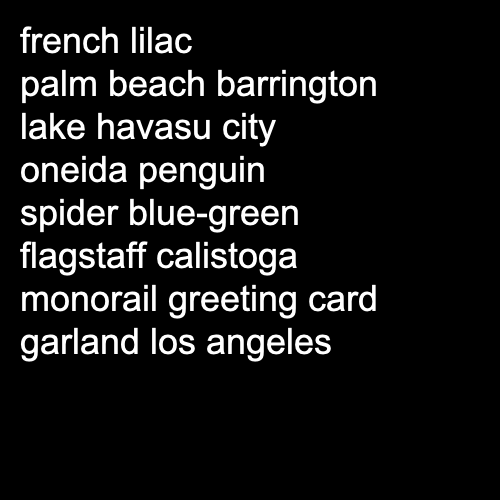 french lilac
palm beach barrington
lake havasu city
oneida penguin
spider blue-green
flagstaff calistoga
monorail greeting card
garland los angeles